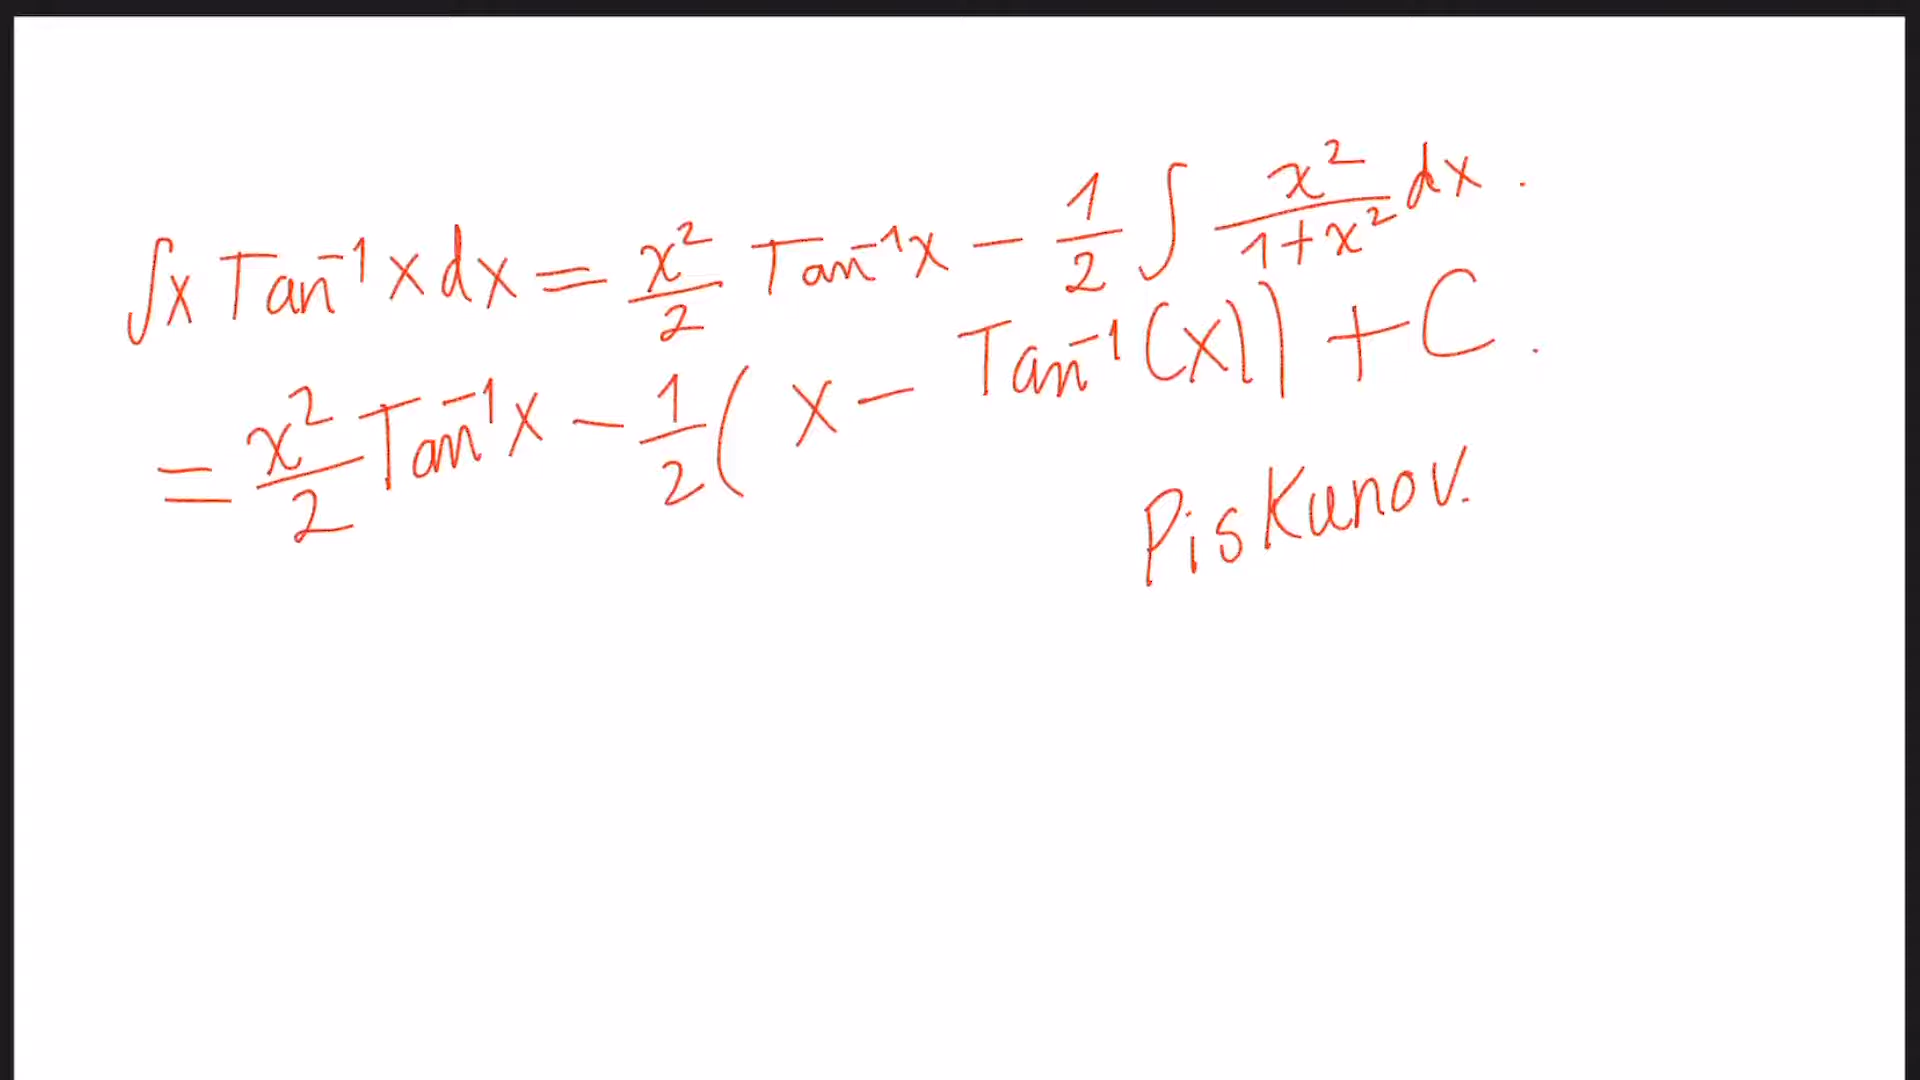 ∫x Tan⁻¹ x dx = x²/2 Tan⁻¹x − 1/2 ∫ x²/(1+x²) dx .
= x²/2 Tan⁻¹x − 1/2 ( x − Tan⁻¹(x)) + C .
Piskunov.